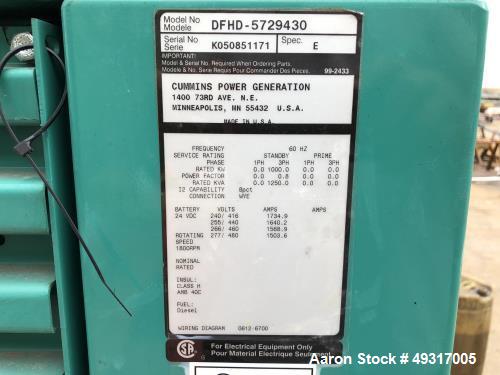 Model No
Modele DFHD-5729430
Serial No
Serie K050851171 Spec. E
IMPORTANT!
Model & Serial No. Required When Ordering Parts.
Modele & No. Serie Requis Pour Commander Des Pieces. 99-2433
CUMMINS POWER GENERATION
1400 73RD AVE. N.E.
MINNEAPOLIS, MN 55432 U.S.A.
MADE IN U.S.A.
FREQUENCY 60 HZ
SERVICE RATING STANDBY PRIME
PHASE 1PH 3PH 1PH 3PH
RATED KW 0.0 1000.0 0.0 0.0
POWER FACTOR 0.0 0.8 0.0 0.0
RATED KVA 0.0 1250.0 0.0 0.0
I2 CAPABILITY 8pct
CONNECTION WYE
BATTERY VOLTS AMPS AMPS
24 VDC 240/ 416 1734.9
255/ 440 1640.2
266/ 460 1568.9
ROTATING 277/ 480 1503.6
SPEED
1800RPM
NOMINAL
RATED
INSUL:
CLASS H
AMB 40C
FUEL:
Diesel
WIRING DIAGRAM 0612-6700
For Electrical Equipment Only
Pour Material Electrique Seulement
Aaron Stock # 49317005